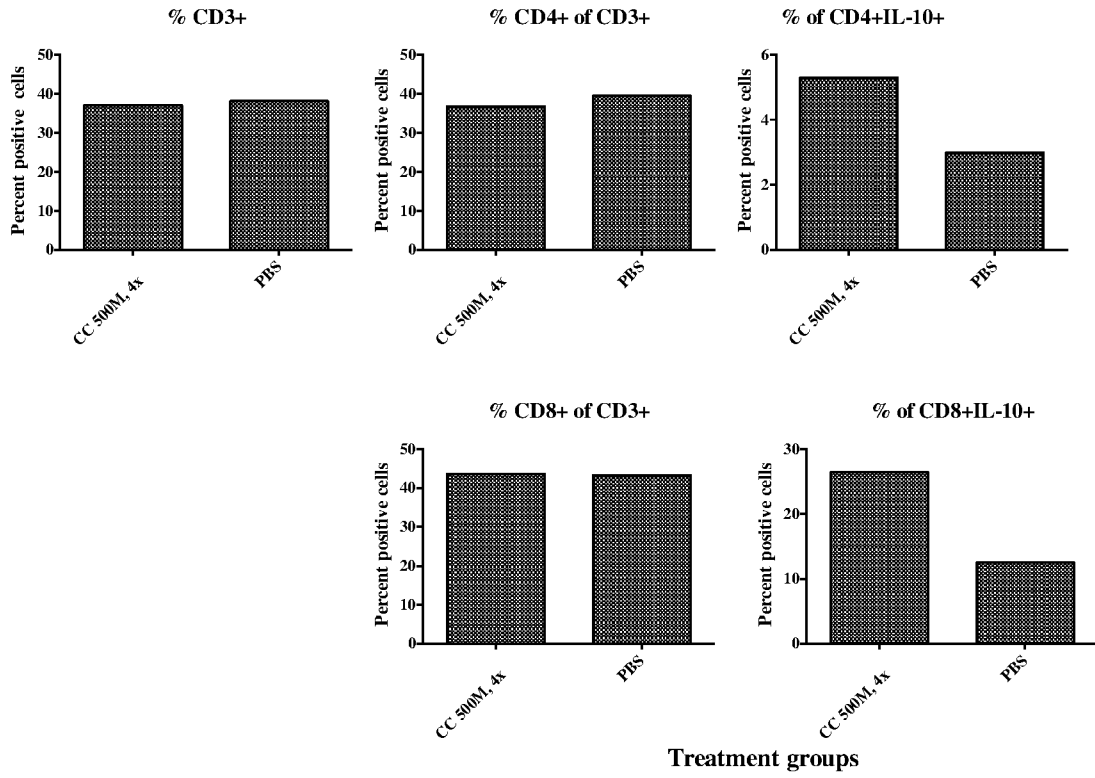 % CD3+
% CD4+ of CD3+
% of CD4+IL-10+
Percent positive cells
50
40
30
20
10
0
CC 500M, 4x
PBS
Percent positive cells
50
40
30
20
10
0
CC 500M, 4x
PBS
Percent positive cells
6
4
2
0
CC 500M, 4x
PBS
% CD8+ of CD3+
% of CD8+IL-10+
Percent positive cells
50
40
30
20
10
0
CC 500M, 4x
PBS
Percent positive cells
30
20
10
0
CC 500M, 4x
PBS
Treatment groups